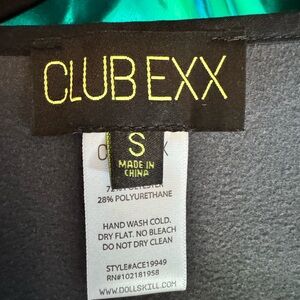 CLUB EXX
S
MADE IN
CHINA
28% POLYURETHANE
HAND WASH COLD.
DRY FLAT. NO BLEACH
DO NOT DRY CLEAN
STYLE#ACE19949
RN#102181958
WWW.DOLLSKILL.COM